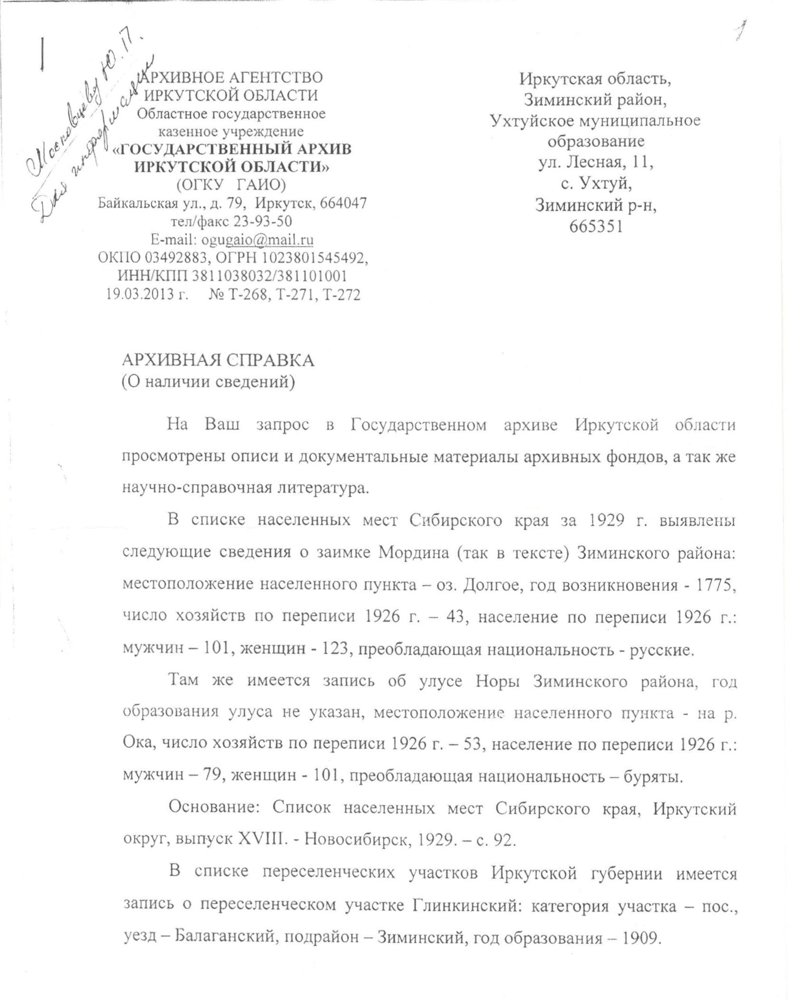 Московцеву Ю.П.
Для информации
АРХИВНОЕ АГЕНТСТВО
ИРКУТСКОЙ ОБЛАСТИ
Областное государственное
казенное учреждение
«ГОСУДАРСТВЕННЫЙ АРХИВ
ИРКУТСКОЙ ОБЛАСТИ»
(ОГКУ ГАИО)
Байкальская ул., д. 79, Иркутск, 664047
тел/факс 23-93-50
E-mail: ogugaio@mail.ru
ОКПО 03492883, ОГРН 1023801545492,
ИНН/КПП 3811038032/381101001
19.03.2013 г. № Т-268, Т-271, Т-272
Иркутская область,
Зиминский район,
Ухтуйское муниципальное
образование
ул. Лесная, 11,
с. Ухтуй,
Зиминский р-н,
665351
АРХИВНАЯ СПРАВКА
(О наличии сведений)
На Ваш запрос в Государственном архиве Иркутской области
просмотрены описи и документальные материалы архивных фондов, а так же
научно-справочная литература.
В списке населенных мест Сибирского края за 1929 г. выявлены
следующие сведения о заимке Мордина (так в тексте) Зиминского района:
местоположение населенного пункта – оз. Долгое, год возникновения - 1775,
число хозяйств по переписи 1926 г. – 43, население по переписи 1926 г.:
мужчин – 101, женщин - 123, преобладающая национальность - русские.
Там же имеется запись об улусе Норы Зиминского района, год
образования улуса не указан, местоположение населенного пункта - на р.
Ока, число хозяйств по переписи 1926 г. – 53, население по переписи 1926 г.:
мужчин – 79, женщин - 101, преобладающая национальность – буряты.
Основание: Список населенных мест Сибирского края, Иркутский
округ, выпуск XVIII. - Новосибирск, 1929. – с. 92.
В списке переселенческих участков Иркутской губернии имеется
запись о переселенческом участке Глинкинский: категория участка – пос.,
уезд – Балаганский, подрайон – Зиминский, год образования – 1909.